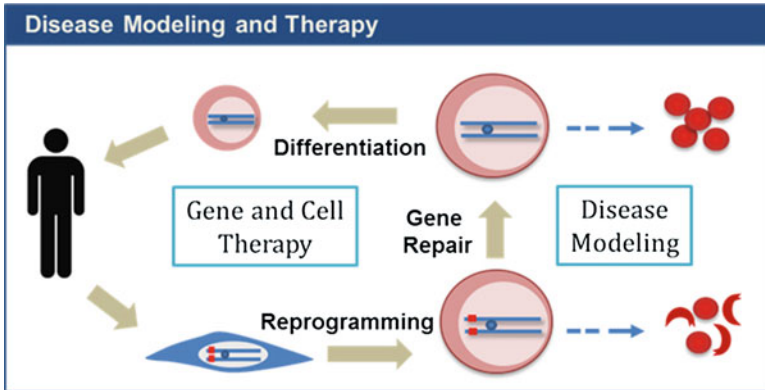 Disease Modeling and Therapy
Differentiation
Gene and Cell
Therapy
Gene
Repair
Disease
Modeling
Reprogramming